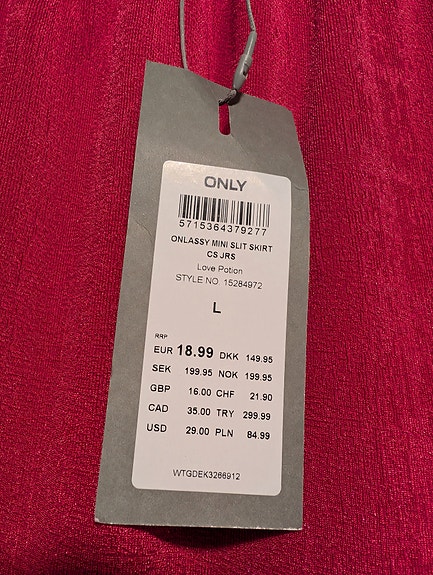 ONLY
5715364379277
ONLASSY MINI SLIT SKIRT
CS JRS
Love Potion
STYLE NO 15284972
L
RRP
EUR 18.99 DKK 149.95
SEK 199.95 NOK 199.95
GBP 16.00 CHF 21.90
CAD 35.00 TRY 299.99
USD 29.00 PLN 84.99
WTGDEK3266912